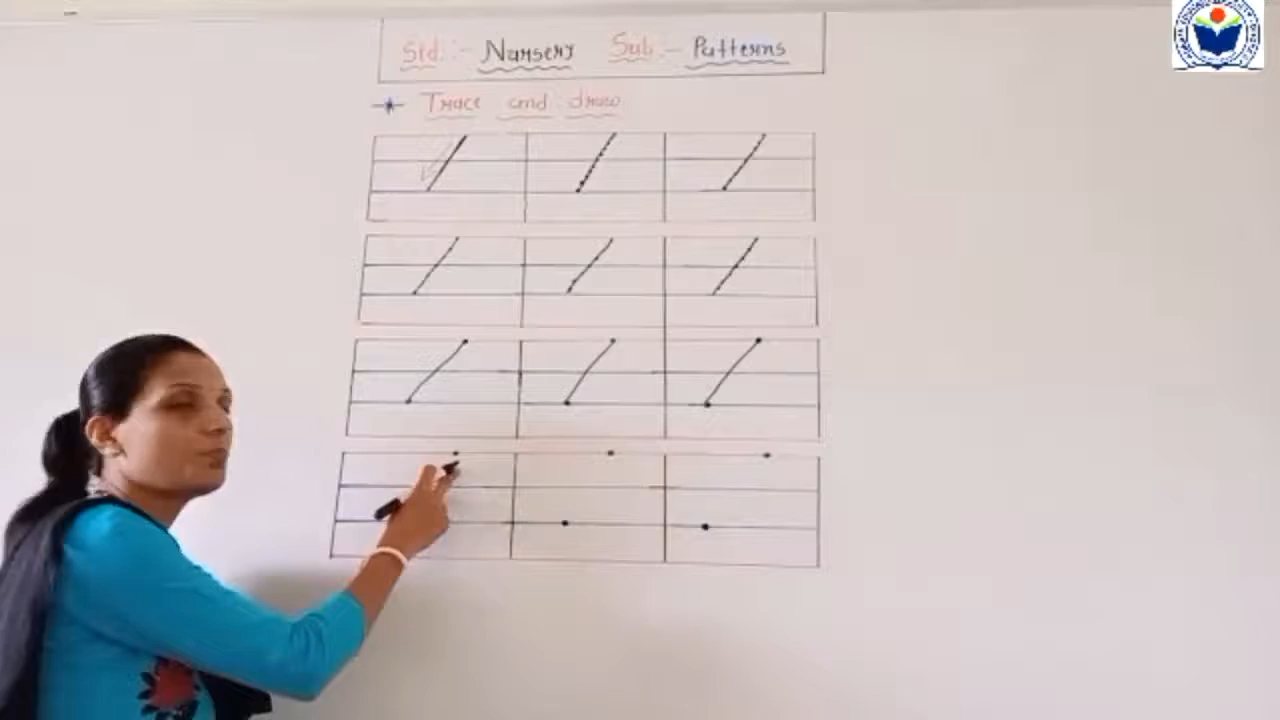 Std :- Nursery Sub :- Patterns
Trace and draw